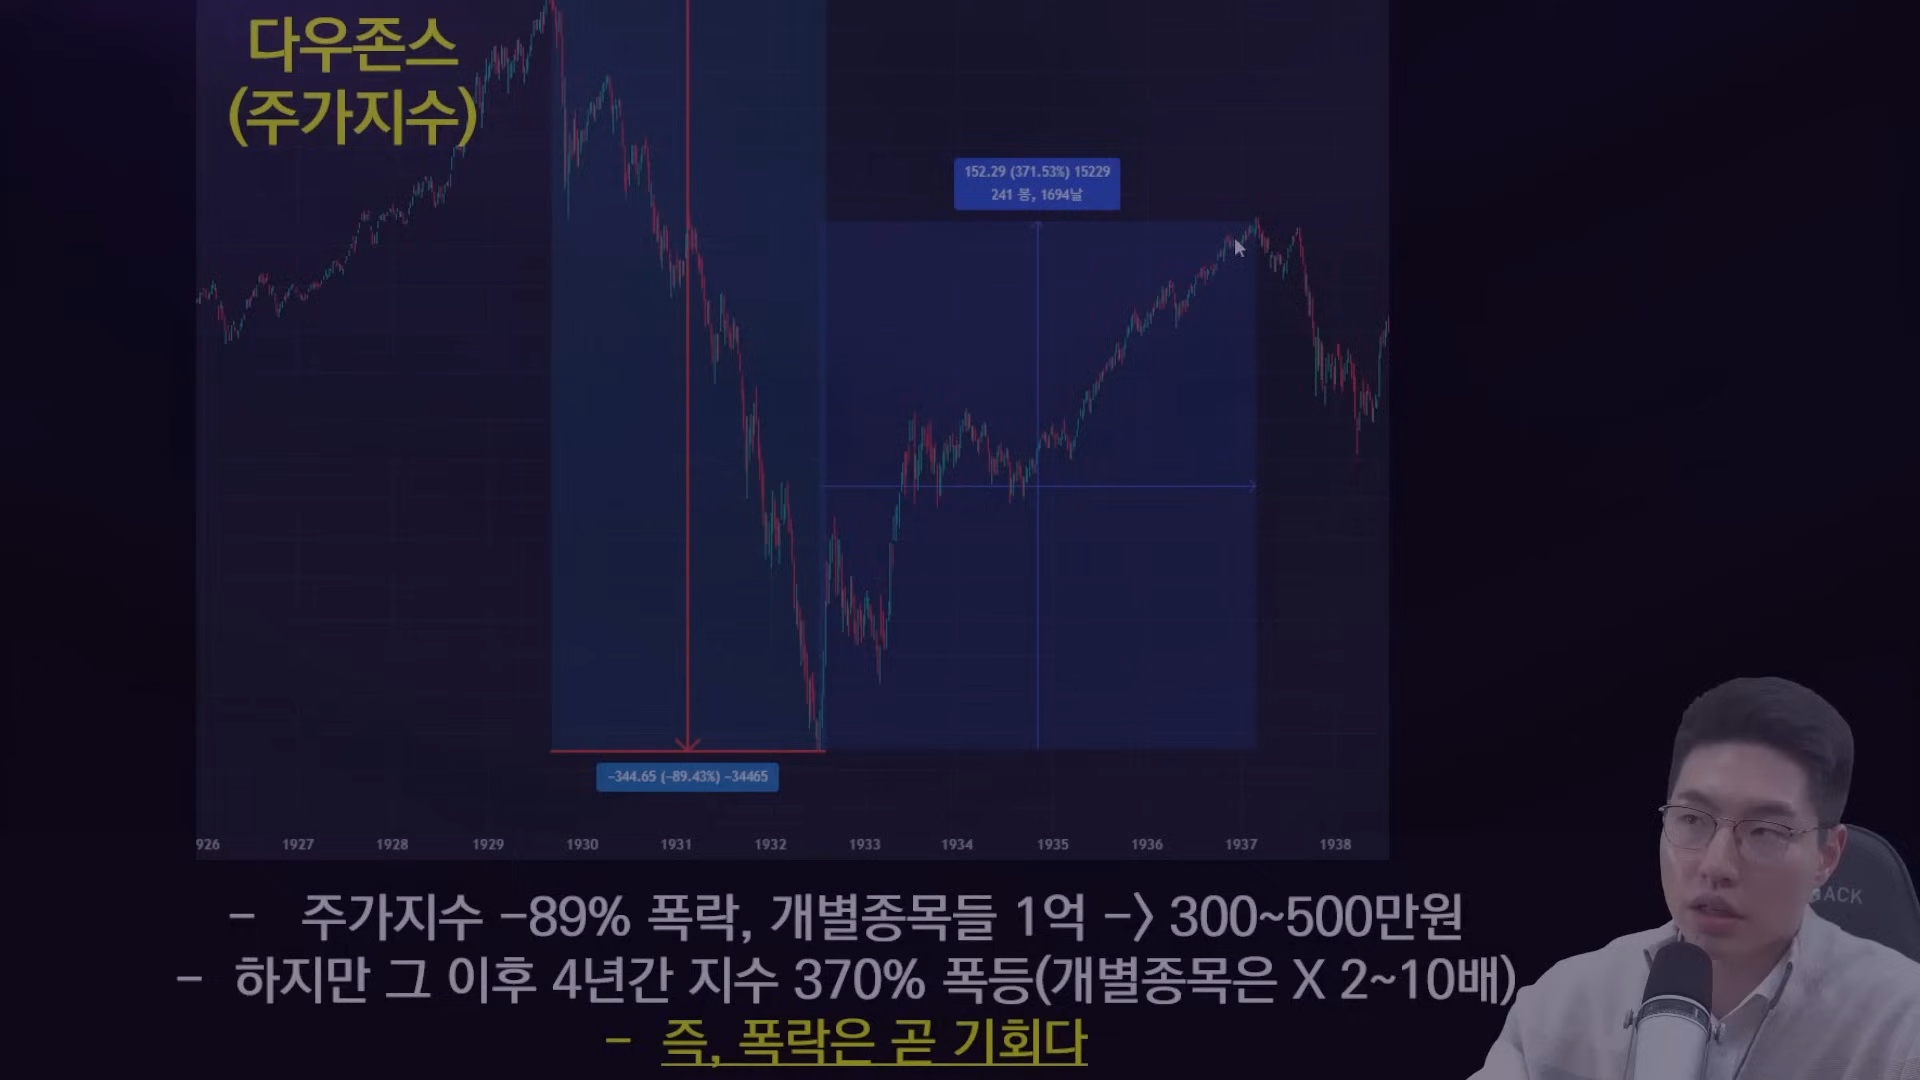 다우존스
(주가지수)
152.29 (371.53%) 15229
241 봉, 1694날
-344.65 (-89.43%) -34465
926 1927 1928 1929 1930 1931 1932 1933 1934 1935 1936 1937 1938
- 주가지수 -89% 폭락, 개별종목들 1억 -> 300~500만원
- 하지만 그 이후 4년간 지수 370% 폭등(개별종목은 X 2~10배)
- 즉, 폭락은 곧 기회다
ACK